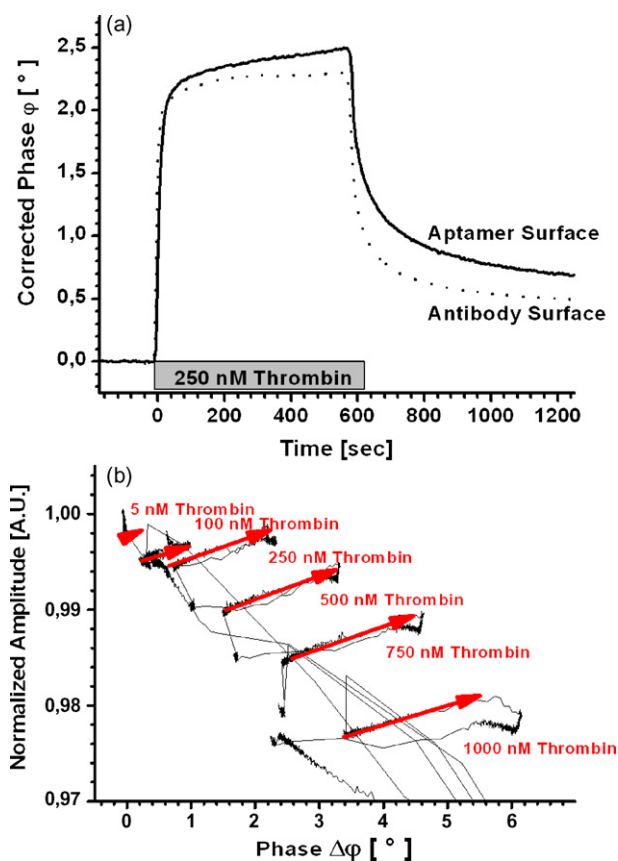 (a)
2,5
2,0
1,5
1,0
0,5
0,0
Corrected Phase φ [ ° ]
Aptamer Surface
Antibody Surface
250 nM Thrombin
0 200 400 600 800 1000 1200
Time [sec]
(b)
1,00
0,99
0,98
0,97
Normalized Amplitude [A.U.]
5 nM Thrombin
100 nM Thrombin
250 nM Thrombin
500 nM Thrombin
750 nM Thrombin
1000 nM Thrombin
0 1 2 3 4 5 6
Phase Δφ [ ° ]